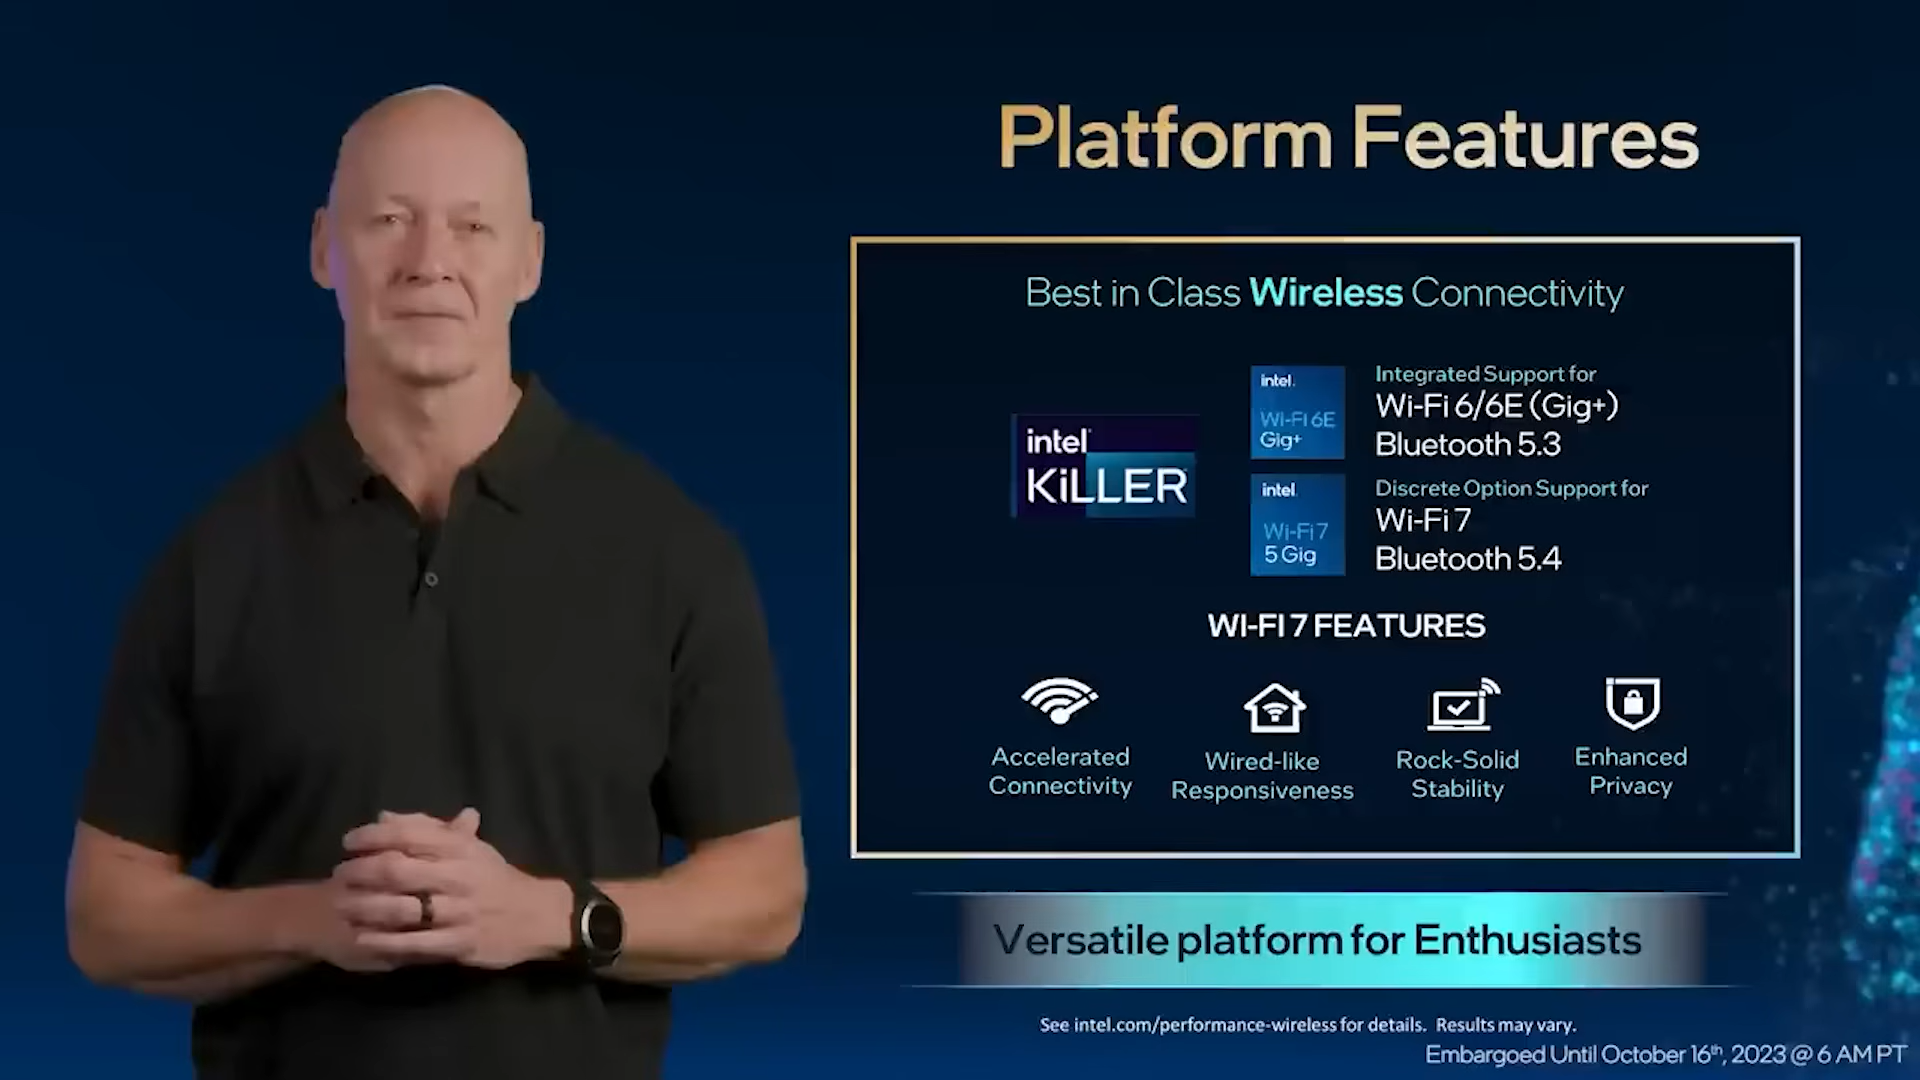 Platform Features
Best in Class Wireless Connectivity
intel
KiLLER
intel.
Wi-Fi 6E
Gig+
Integrated Support for
Wi-Fi 6/6E (Gig+)
Bluetooth 5.3
intel.
Wi-Fi 7
5 Gig
Discrete Option Support for
Wi-Fi 7
Bluetooth 5.4
WI-FI 7 FEATURES
Accelerated
Connectivity
Wired-like
Responsiveness
Rock-Solid
Stability
Enhanced
Privacy
Versatile platform for Enthusiasts
See intel.com/performance-wireless for details. Results may vary.
Embargoed Until October 16th, 2023 @ 6 AM PT